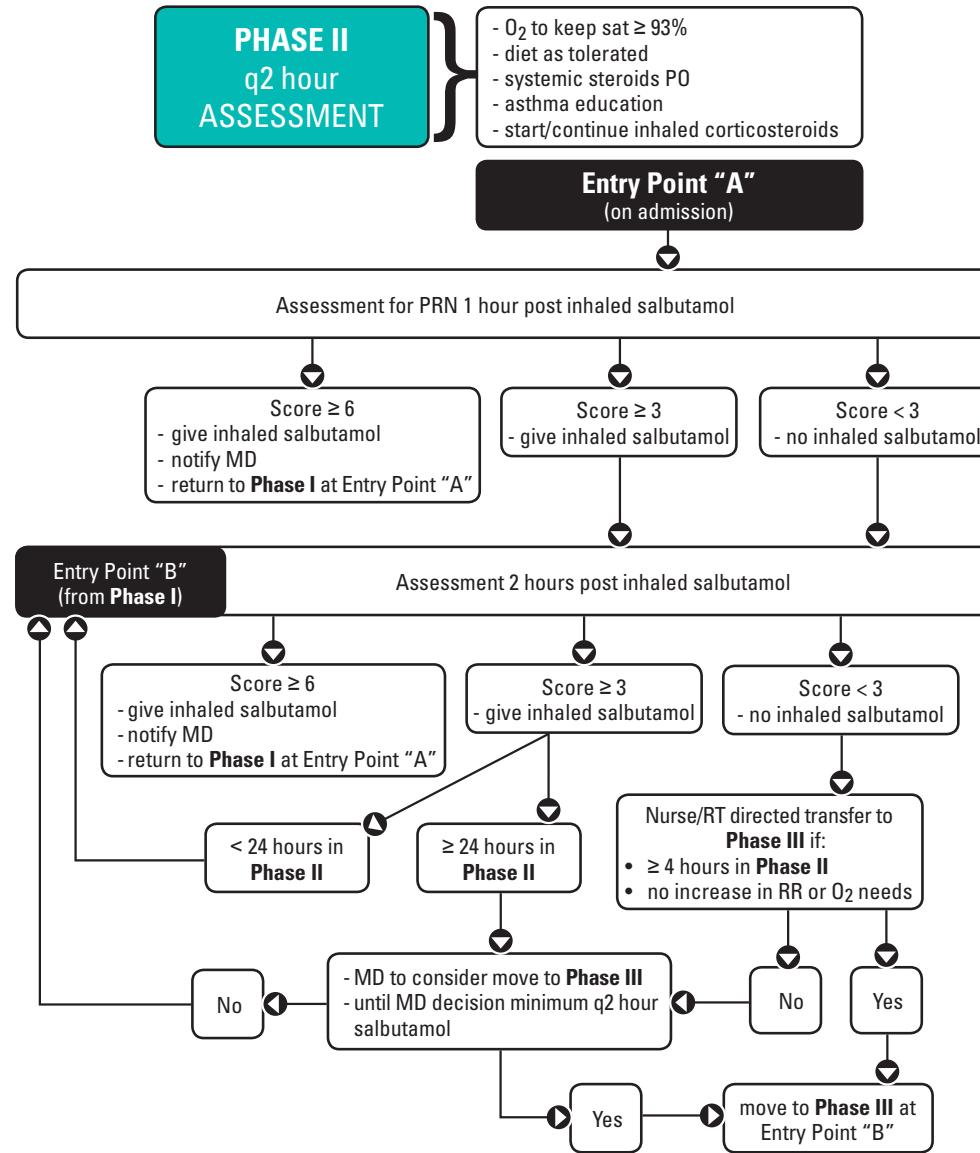 PHASE II
q2 hour
ASSESSMENT
- O2 to keep sat ≥ 93%
- diet as tolerated
- systemic steroids PO
- asthma education
- start/continue inhaled corticosteroids
Entry Point “A”
(on admission)
Assessment for PRN 1 hour post inhaled salbutamol
Score ≥ 6
- give inhaled salbutamol
- notify MD
- return to Phase I at Entry Point “A”
Score ≥ 3
- give inhaled salbutamol
Score < 3
- no inhaled salbutamol
Entry Point “B”
(from Phase I)
Assessment 2 hours post inhaled salbutamol
Score ≥ 6
- give inhaled salbutamol
- notify MD
- return to Phase I at Entry Point “A”
Score ≥ 3
- give inhaled salbutamol
Score < 3
- no inhaled salbutamol
< 24 hours in
Phase II
≥ 24 hours in
Phase II
Nurse/RT directed transfer to
Phase III if:
• ≥ 4 hours in Phase II
• no increase in RR or O2 needs
No
- MD to consider move to Phase III
- until MD decision minimum q2 hour
salbutamol
No
Yes
Yes
move to Phase III at
Entry Point “B”